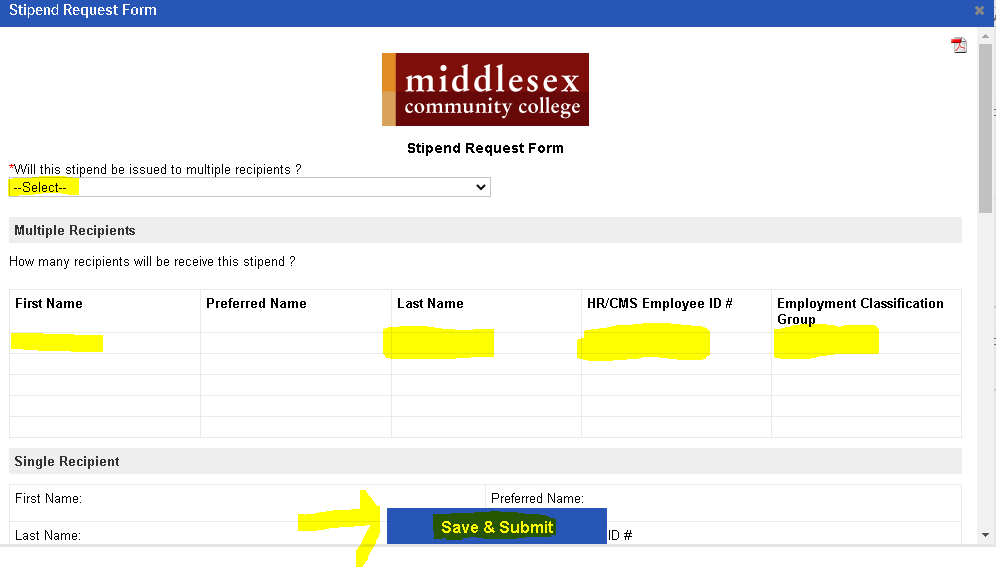 Stipend Request Form
middlesex
community college
Stipend Request Form
*Will this stipend be issued to multiple recipients ?
--Select--
Multiple Recipients
How many recipients will be receive this stipend ?
First Name Preferred Name Last Name HR/CMS Employee ID # Employment Classification Group
Single Recipient
First Name: Preferred Name:
Last Name: ID #
Save & Submit